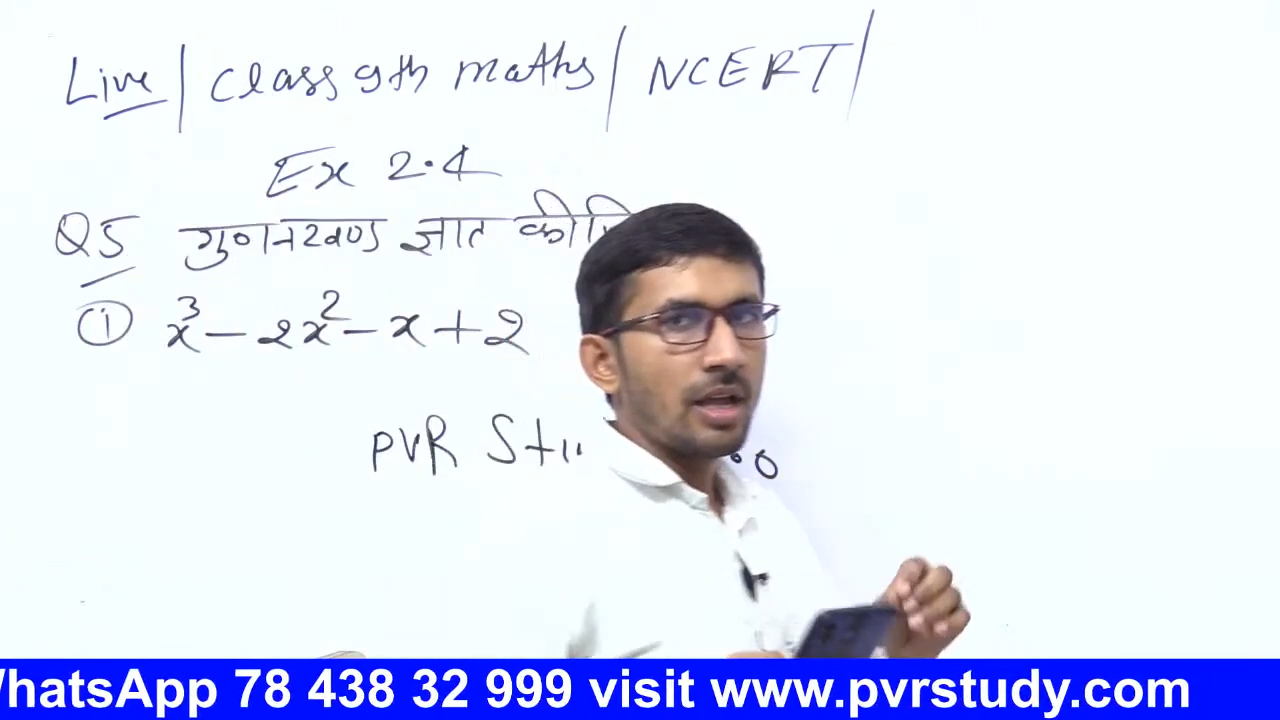 Live | class 9th maths | NCERT |
Ex 2.4
Q5 गुणनखण्ड ज्ञात
① x³ - 2x² - x + 2
PVR
WhatsApp 78 438 32 999 visit www.pvrstudy.com